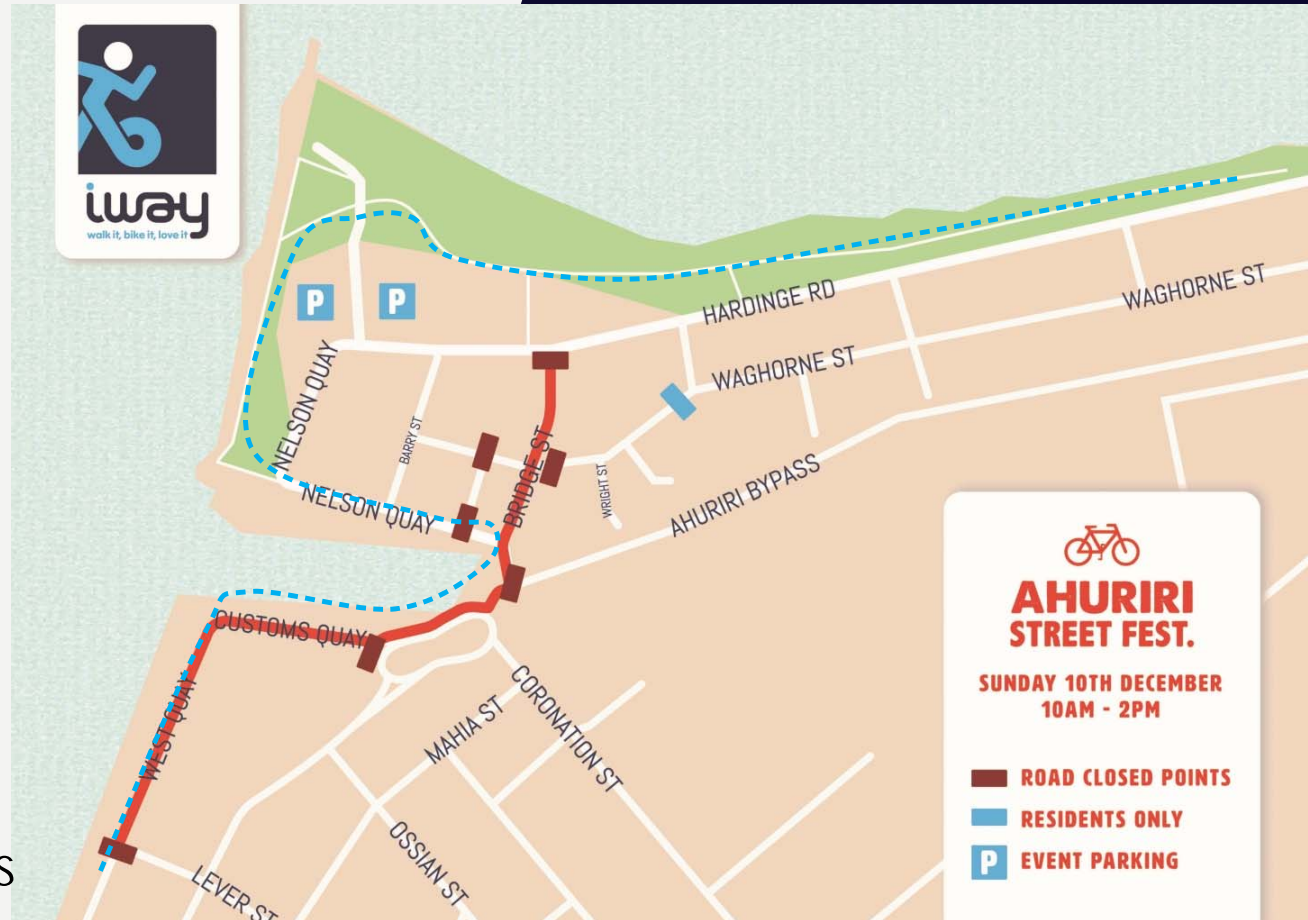 iway
walk it, bike it, love it
P
P
HARDINGE RD
WAGHORNE ST
WAGHORNE ST
NELSON QUAY
BARRY ST
BRIDGE ST
WRIGHT ST
NELSON QUAY
AHURIRI BYPASS
CUSTOMS QUAY
WEST QUAY
MAHIA ST
CORONATION ST
OSSIAN ST
LEVER ST
S
AHURIRI
STREET FEST.
SUNDAY 10TH DECEMBER
10AM - 2PM
ROAD CLOSED POINTS
RESIDENTS ONLY
P EVENT PARKING